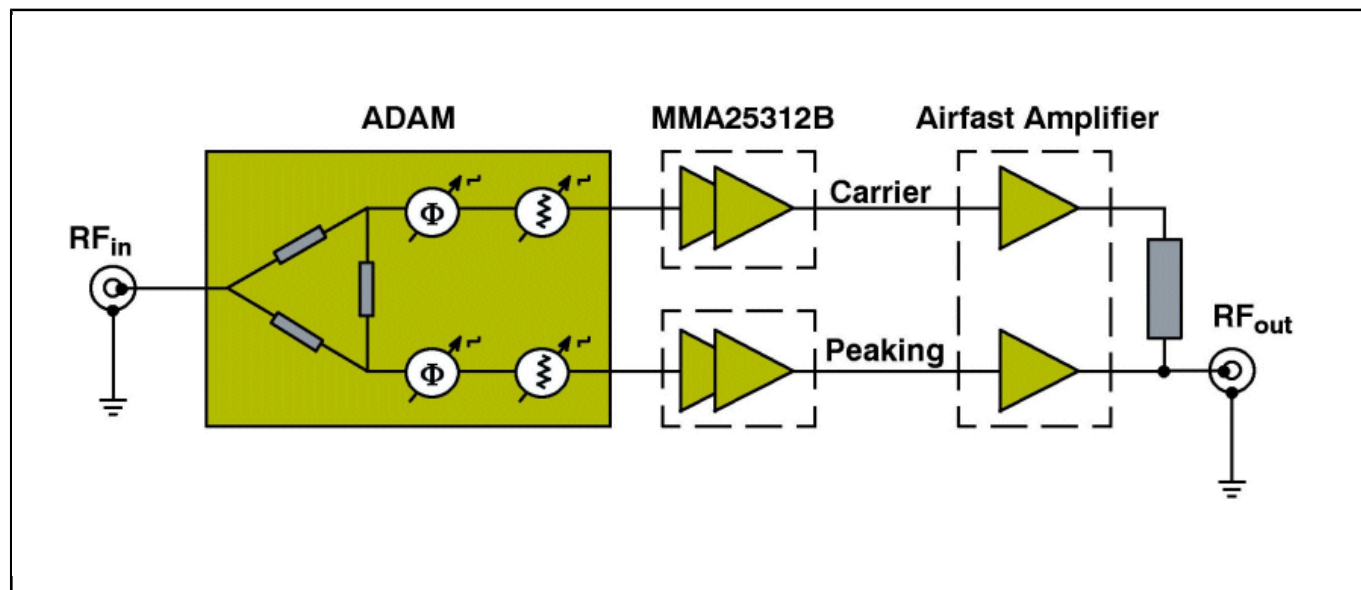 ADAM
MMA25312B
Airfast Amplifier
RFin
Φ
Carrier
Φ
Peaking
RFout